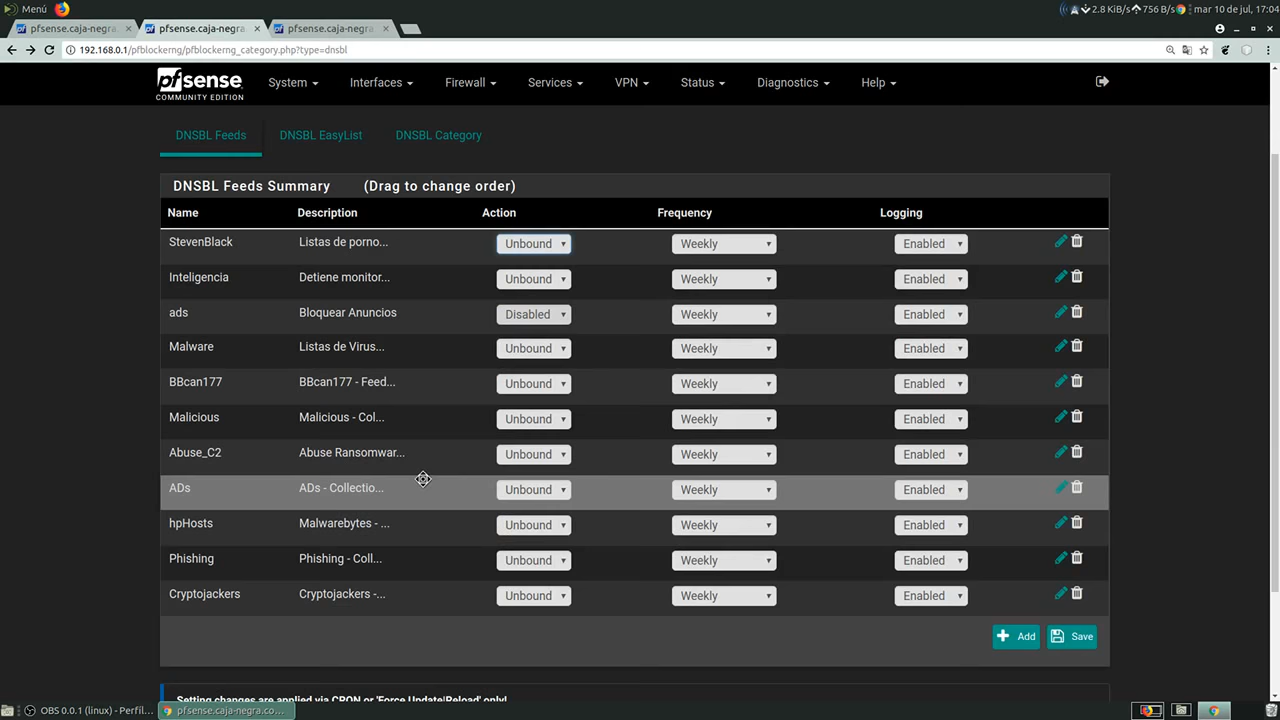 Menú 2.8 KiB/s 756 B/s mar 10 de jul, 17:04
pfsense.caja-negra. pfsense.caja-negra. pfsense.caja-negra.
192.168.0.1/pfblockerng/pfblockerng_category.php?type=dnsbl
pfsense
COMMUNITY EDITION
System Interfaces Firewall Services VPN Status Diagnostics Help
DNSBL Feeds DNSBL EasyList DNSBL Category
DNSBL Feeds Summary (Drag to change order)
Name Description Action Frequency Logging
StevenBlack Listas de porno... Unbound Weekly Enabled
Inteligencia Detiene monitor... Unbound Weekly Enabled
ads Bloquear Anuncios Disabled Weekly Enabled
Malware Listas de Virus... Unbound Weekly Enabled
BBcan177 BBcan177 - Feed... Unbound Weekly Enabled
Malicious Malicious - Col... Unbound Weekly Enabled
Abuse_C2 Abuse Ransomwar... Unbound Weekly Enabled
ADs ADs - Collectio... Unbound Weekly Enabled
hpHosts Malwarebytes - ... Unbound Weekly Enabled
Phishing Phishing - Coll... Unbound Weekly Enabled
Cryptojackers Cryptojackers -... Unbound Weekly Enabled
Add Save
Setting changes are applied via CRON or 'Force Update|Reload' only!
OBS 0.0.1 (linux) - Perfil... pfsense.caja-negra.co...